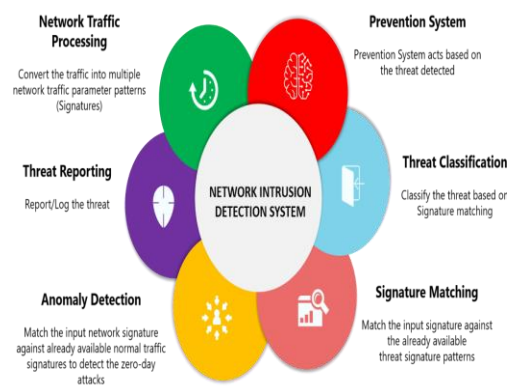 Network Traffic
Processing
Convert the traffic into multiple
network traffic parameter patterns
(Signatures)
Prevention System
Prevention System acts based on
the threat detected
Threat Reporting
Report/Log the threat
NETWORK INTRUSION
DETECTION SYSTEM
Threat Classification
Classify the threat based on
Signature matching
Anomaly Detection
Match the input network signature
against already available normal traffic
signatures to detect the zero-day
attacks
Signature Matching
Match the input signature against
the already available
threat signature patterns